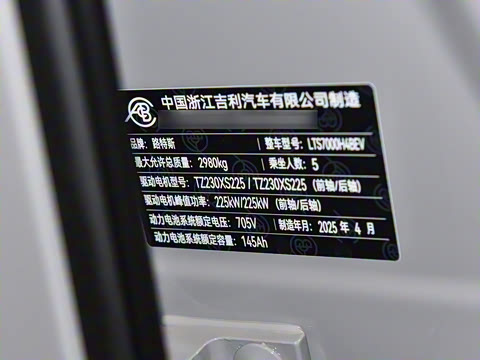 中国浙江吉利汽车有限公司制造
品牌：路特斯 整车型号：LTS7000H4BEV
最大允许总质量：2980kg 乘坐人数：5
驱动电机型号：TZ230XS225 / TZ230XS225（前轴/后轴）
驱动电机峰值功率：225kW/225kW（前轴/后轴）
动力电池系统额定电压：705V 制造年月：2025 年 4 月
动力电池系统额定容量：145Ah